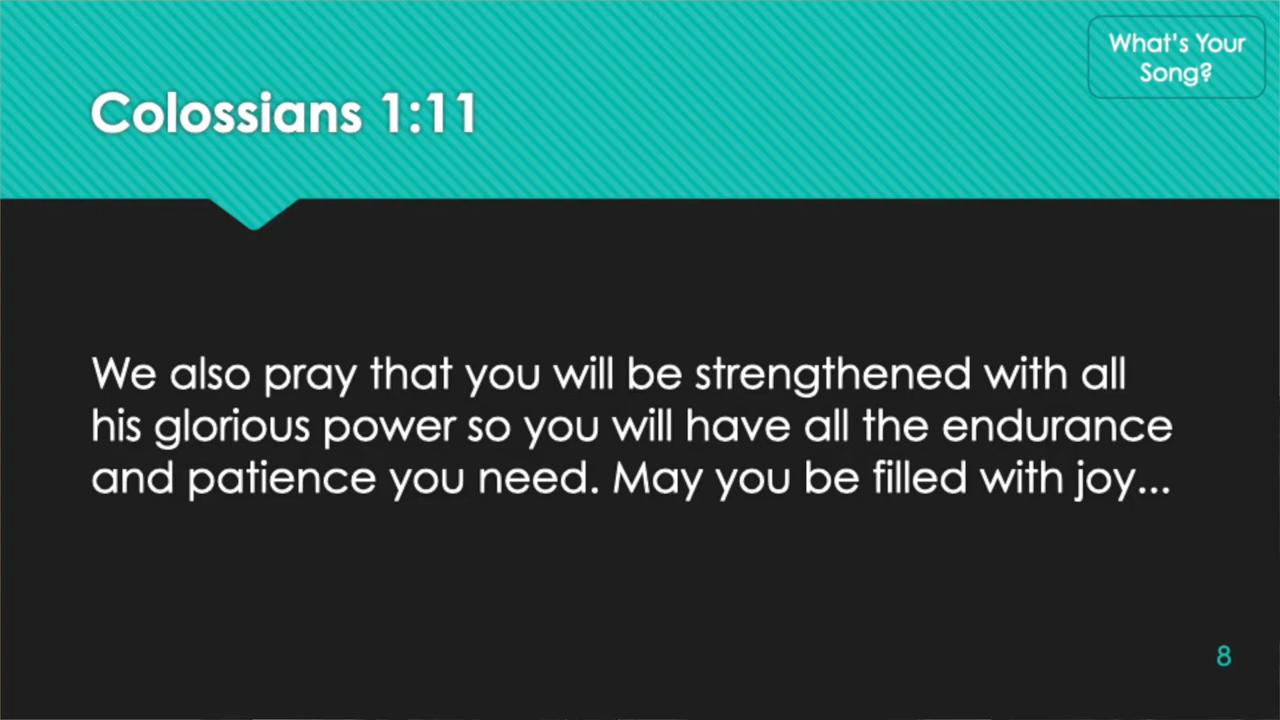 What's Your
Song?
Colossians 1:11
We also pray that you will be strengthened with all
his glorious power so you will have all the endurance
and patience you need. May you be filled with joy...
8